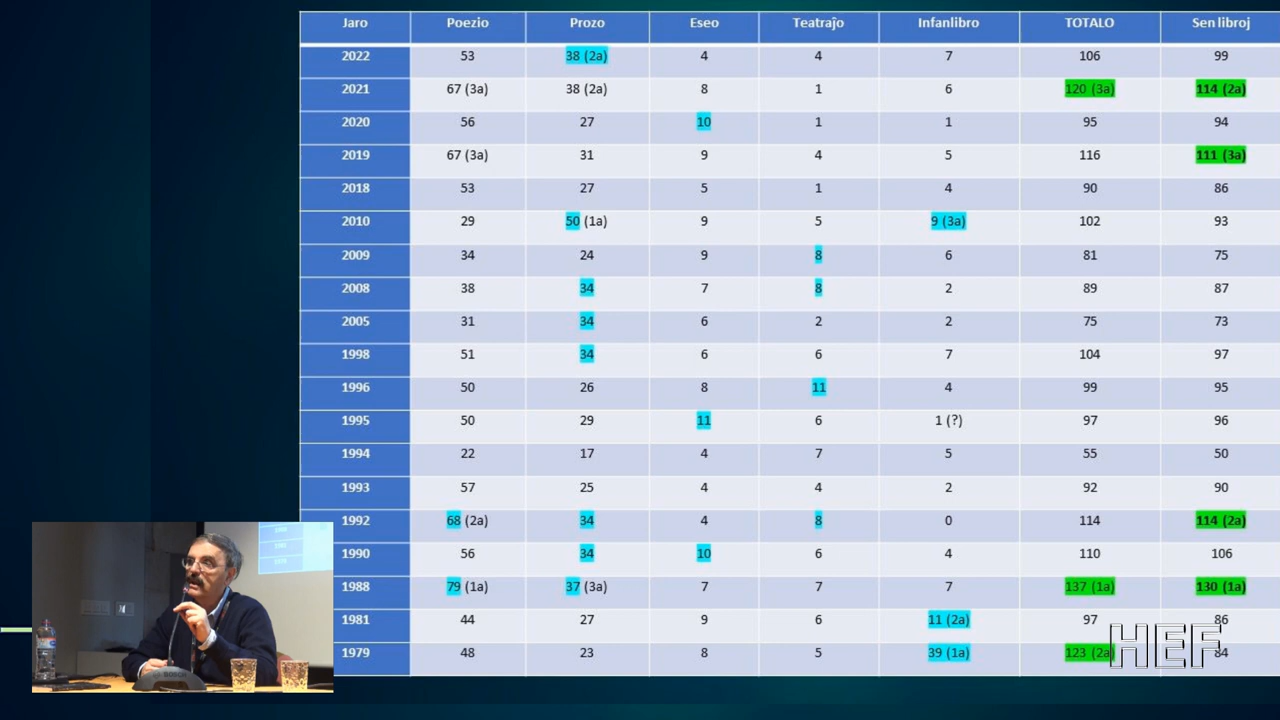 Jaro Poezio Prozo Eseo Teatraĵo Infanlibro TOTALO Sen libroj
2022 53 38 (2a) 4 4 7 106 99
2021 67 (3a) 38 (2a) 8 1 6 120 (3a) 114 (2a)
2020 56 27 10 1 1 95 94
2019 67 (3a) 31 9 4 5 116 111 (3a)
2018 53 27 5 1 4 90 86
2010 29 50 (1a) 9 5 9 (3a) 102 93
2009 34 24 9 8 6 81 75
2008 38 34 7 8 2 89 87
2005 31 34 6 2 2 75 73
1998 51 34 6 6 7 104 97
1996 50 26 8 11 4 99 95
1995 50 29 11 6 1 (?) 97 96
1994 22 17 4 7 5 55 50
1993 57 25 4 4 2 92 90
1992 68 (2a) 34 4 8 0 114 114 (2a)
1990 56 34 10 6 4 110 106
1988 79 (1a) 37 (3a) 7 7 7 137 (1a) 130 (1a)
1981 44 27 9 6 11 (2a) 97 86
1979 48 23 8 5 39 (1a) 123 (2a) 84
HEF
BOSCH